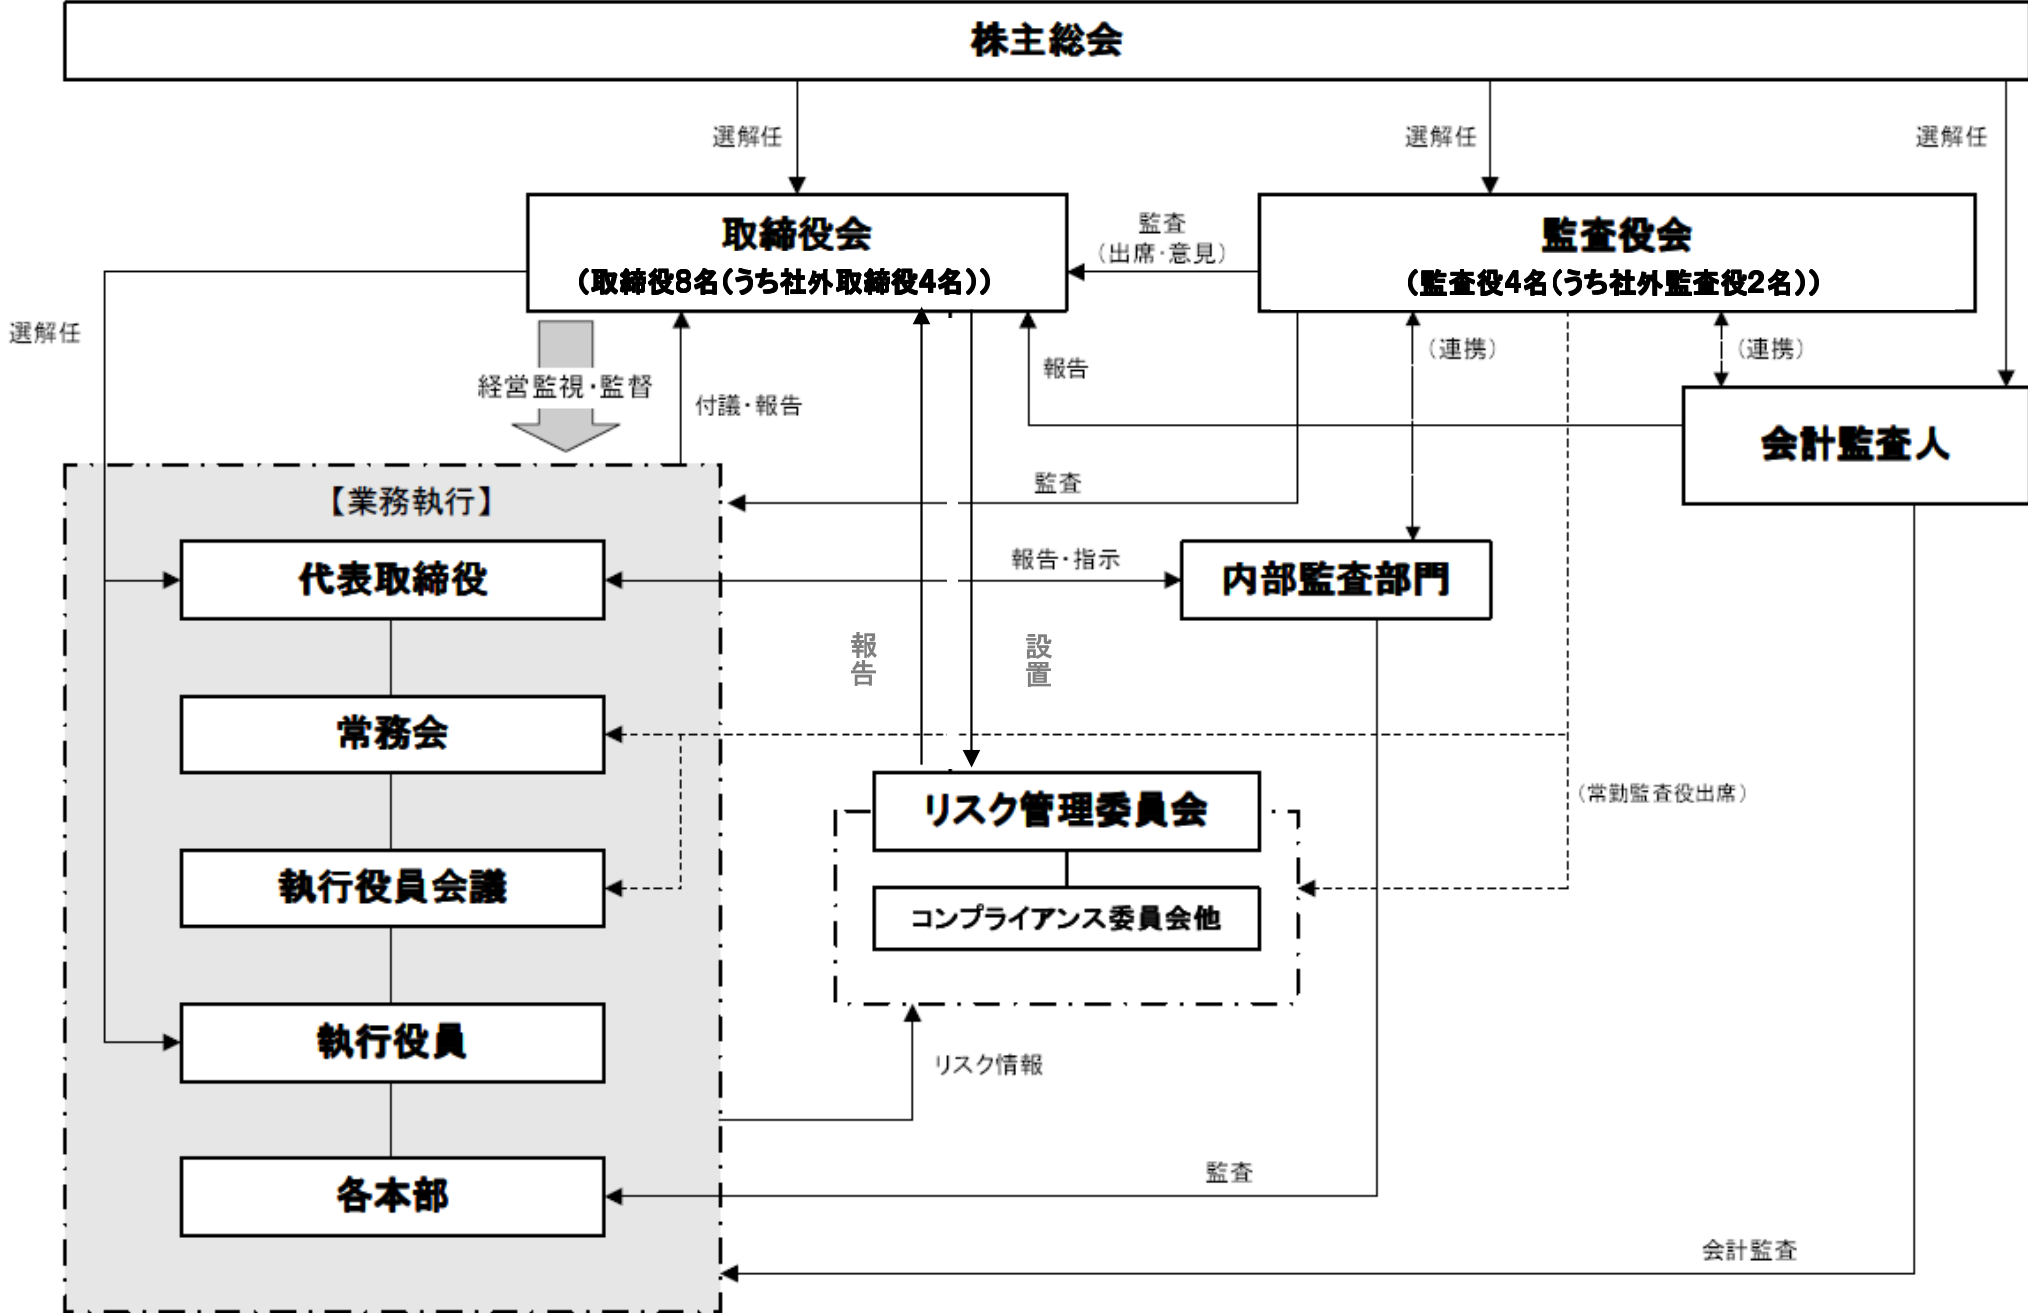 株主総会
選解任
選解任
選解任
取締役会
(取締役8名(うち社外取締役4名))
監査
(出席・意見)
監査役会
(監査役4名(うち社外監査役2名))
選解任
経営監視・監督
付議・報告
報告
(連携)
(連携)
会計監査人
【業務執行】
監査
代表取締役
報告・指示
内部監査部門
報告
設置
常務会
リスク管理委員会
(常勤監査役出席)
執行役員会議
コンプライアンス委員会他
執行役員
リスク情報
各本部
監査
会計監査